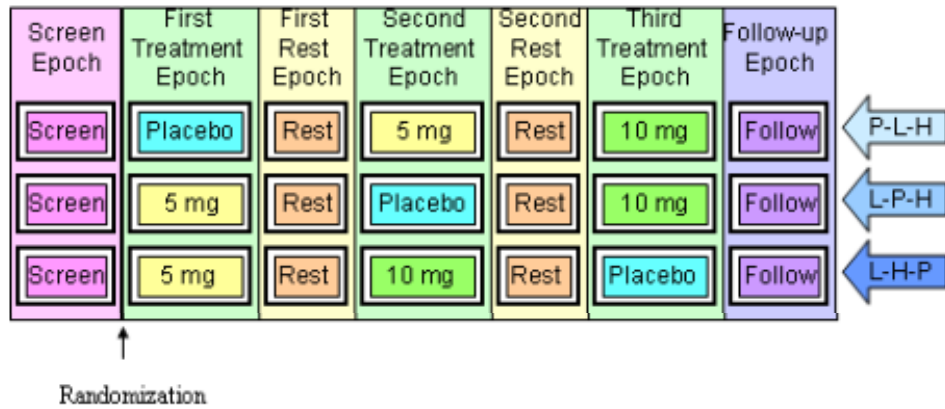 Screen Epoch
First Treatment Epoch
First Rest Epoch
Second Treatment Epoch
Second Rest Epoch
Third Treatment Epoch
Follow-up Epoch
Screen Placebo Rest 5 mg Rest 10 mg Follow P-L-H
Screen 5 mg Rest Placebo Rest 10 mg Follow L-P-H
Screen 5 mg Rest 10 mg Rest Placebo Follow L-H-P
Randomization